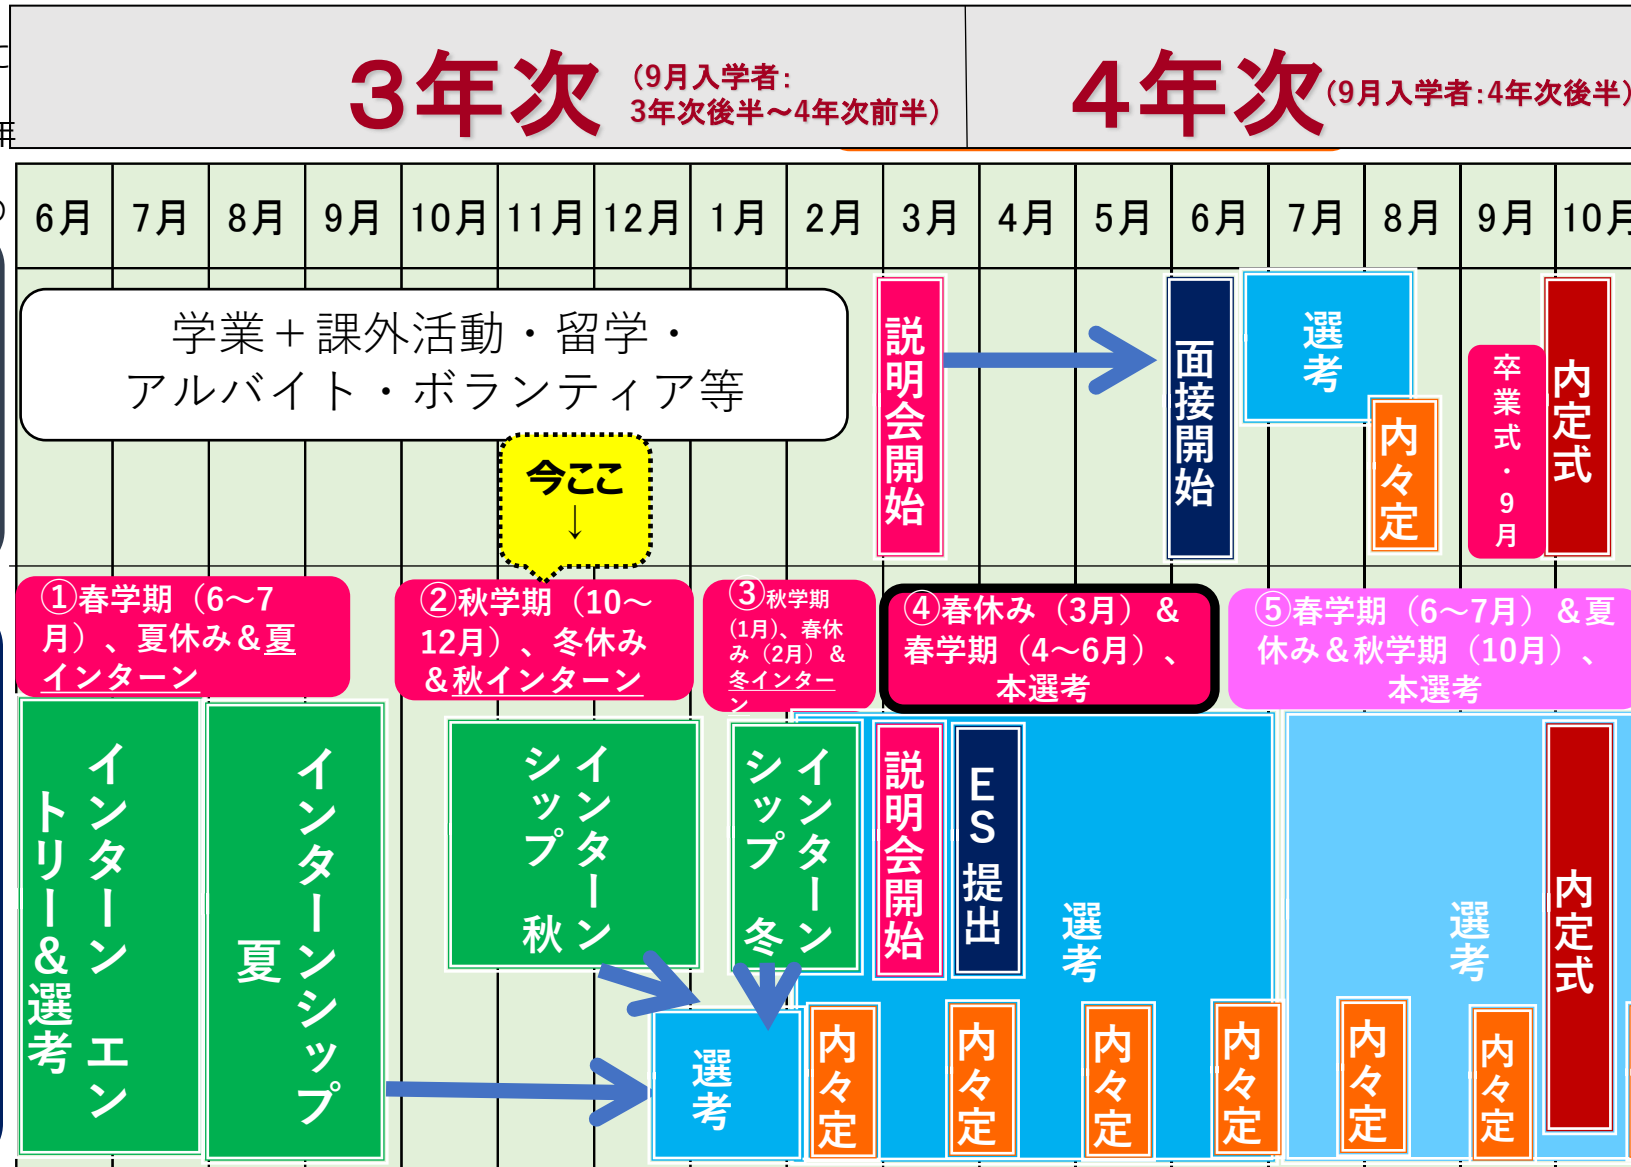 3年次
(9月入学者:
3年次後半～4年次前半)
4年次
(9月入学者:4年次後半)
年
6月
7月
8月
9月
10月
11月
12月
1月
2月
3月
4月
5月
6月
7月
8月
9月
10月
学業＋課外活動・留学・
アルバイト・ボランティア等
今ここ
↓
説明会開始
面接開始
選考
内々定
卒業式・9月
内定式
①春学期（6～7
月）、夏休み＆夏
インターン
②秋学期（10～
12月）、冬休み
＆秋インターン
③秋学期
(1月)、春休
み（2月）＆
冬インター
ン
④春休み（3月）＆
春学期（4～6月）、
本選考
⑤春学期（6～7月）＆夏
休み＆秋学期（10月）、
本選考
インターン　エン
トリー＆選考
インターンシップ
夏
インターン
シップ　秋
インターン
シップ　冬
説明会開始
ES提出
選考
選考
内定式
選考
内々定
内々定
内々定
内々定
内々定
内々定